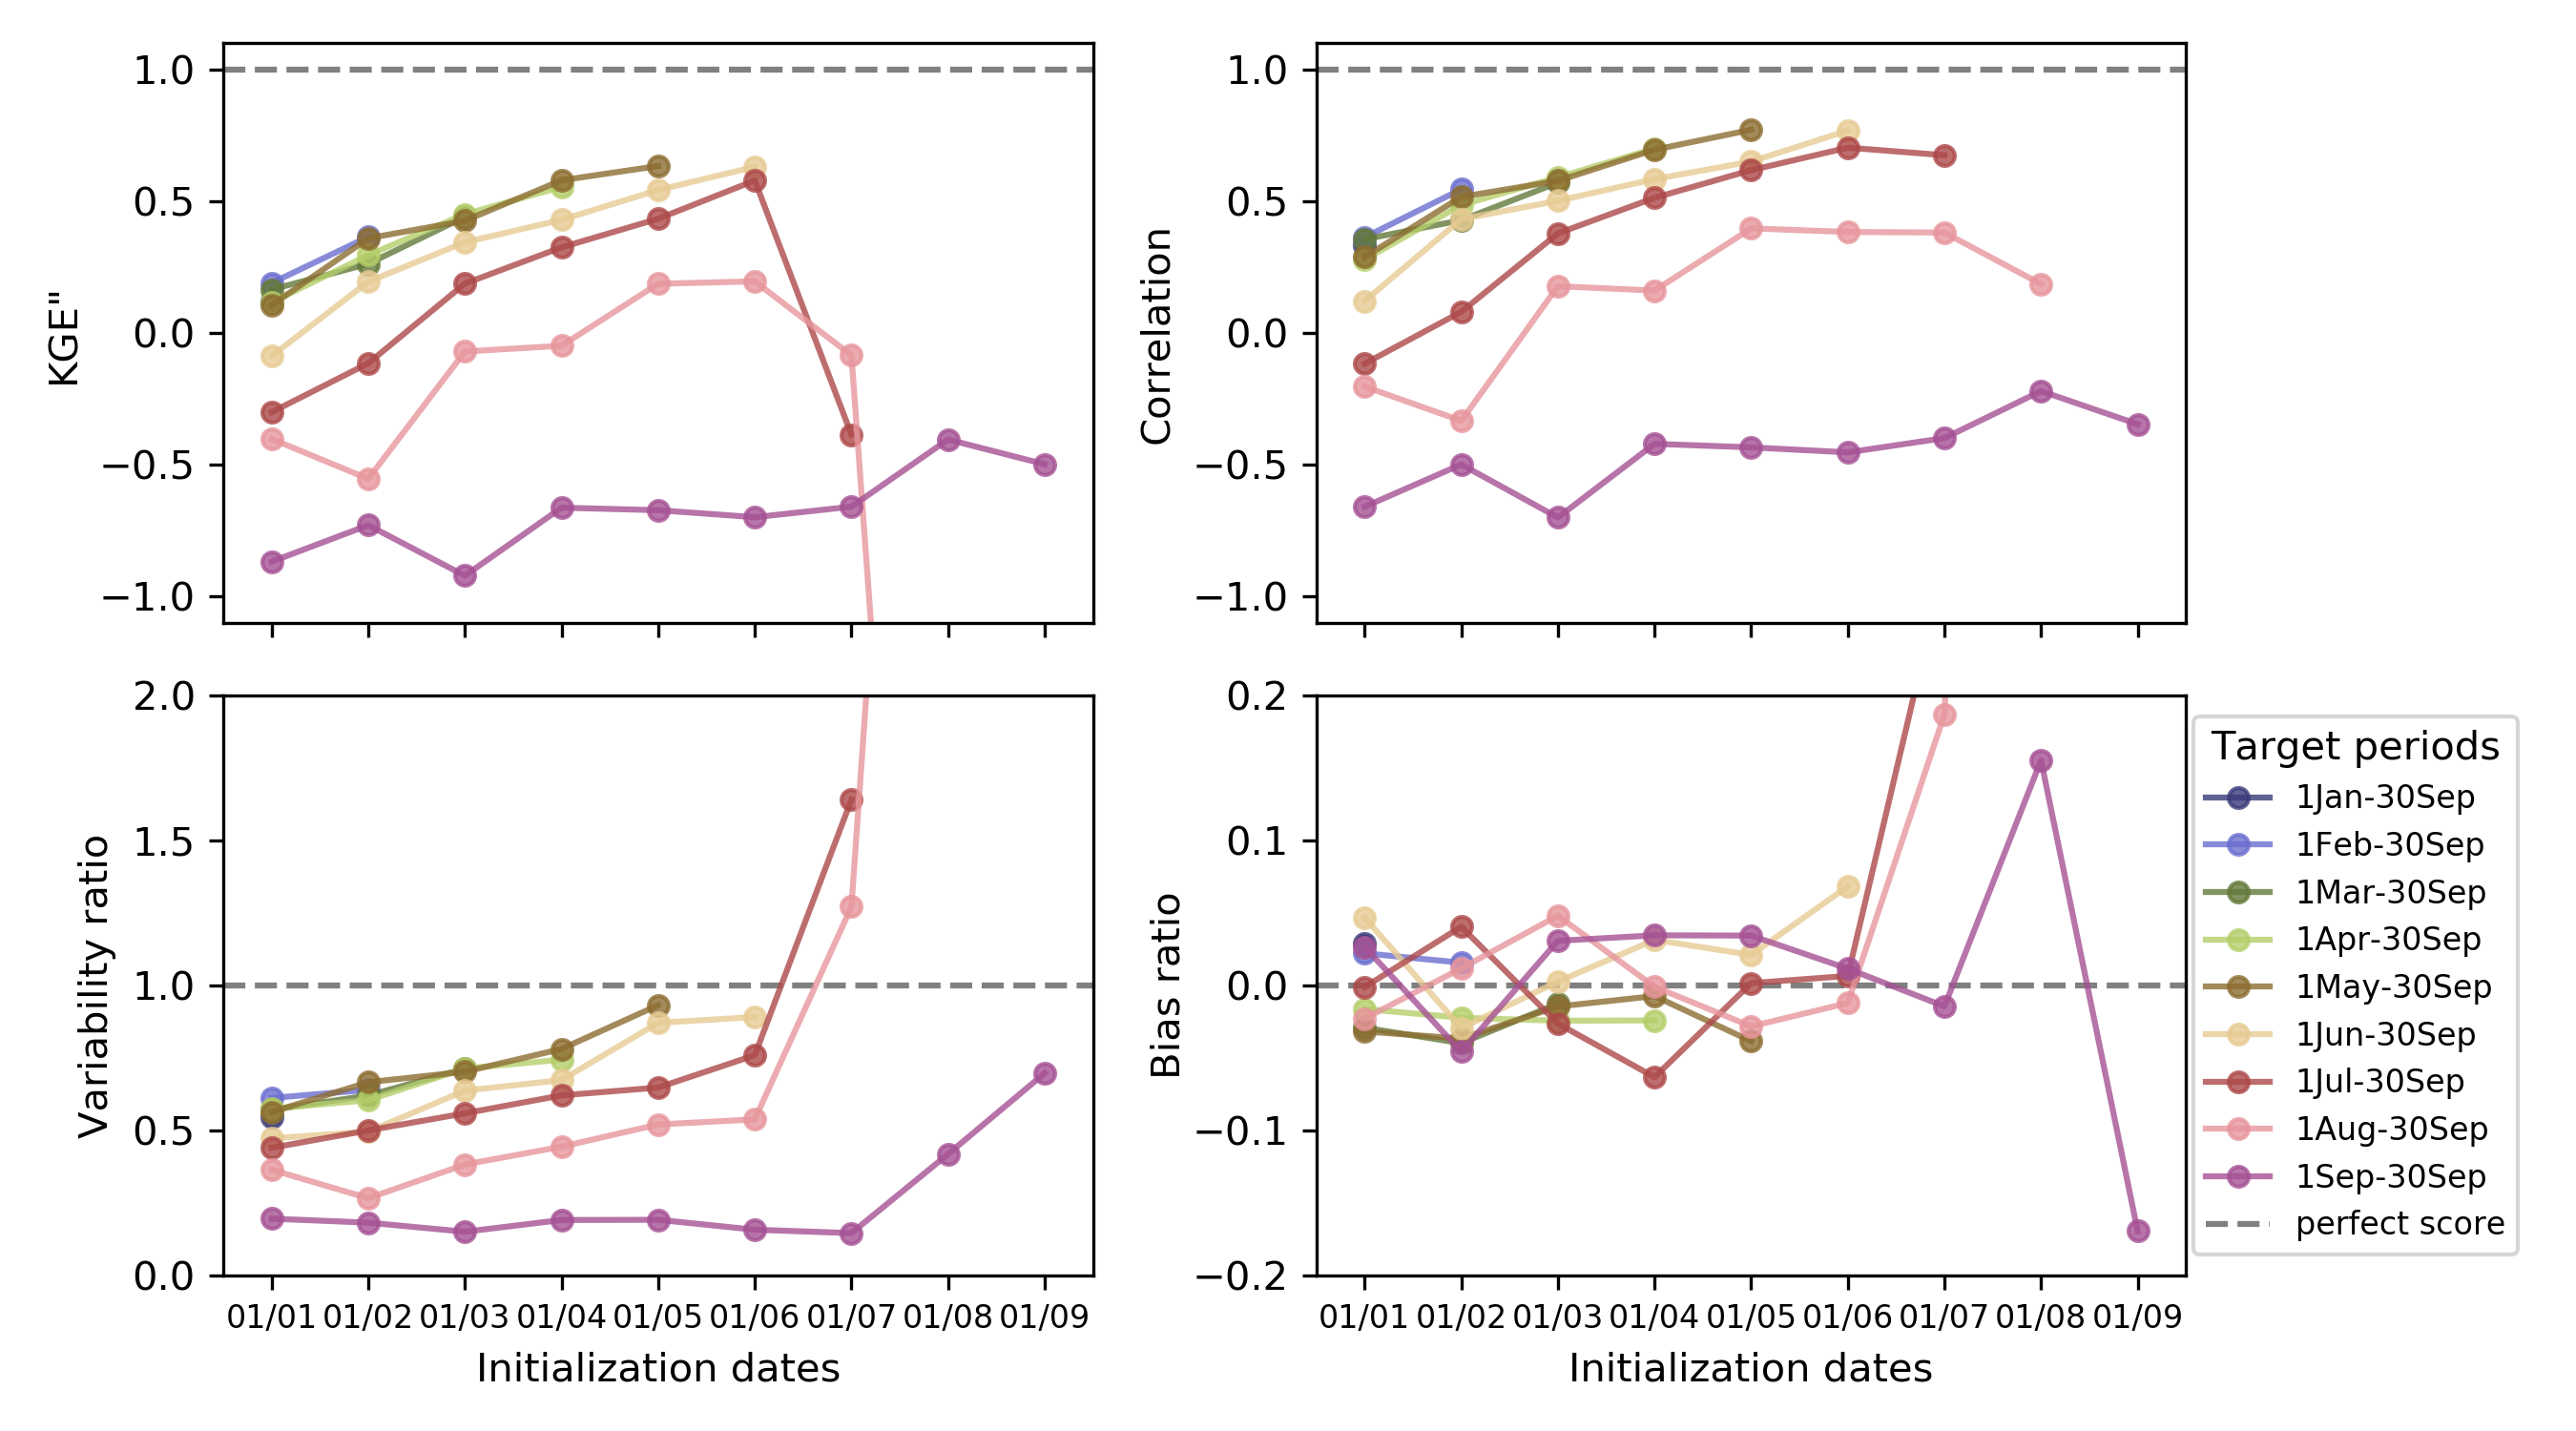 1.0
0.5
0.0
−0.5
−1.0
KGE"
1.0
0.5
0.0
−0.5
−1.0
Correlation
2.0
1.5
1.0
0.5
0.0
Variability ratio
01/01 01/02 01/03 01/04 01/05 01/06 01/07 01/08 01/09
Initialization dates
0.2
0.1
0.0
−0.1
−0.2
Bias ratio
01/01 01/02 01/03 01/04 01/05 01/06 01/07 01/08 01/09
Initialization dates
Target periods
1Jan-30Sep
1Feb-30Sep
1Mar-30Sep
1Apr-30Sep
1May-30Sep
1Jun-30Sep
1Jul-30Sep
1Aug-30Sep
1Sep-30Sep
perfect score